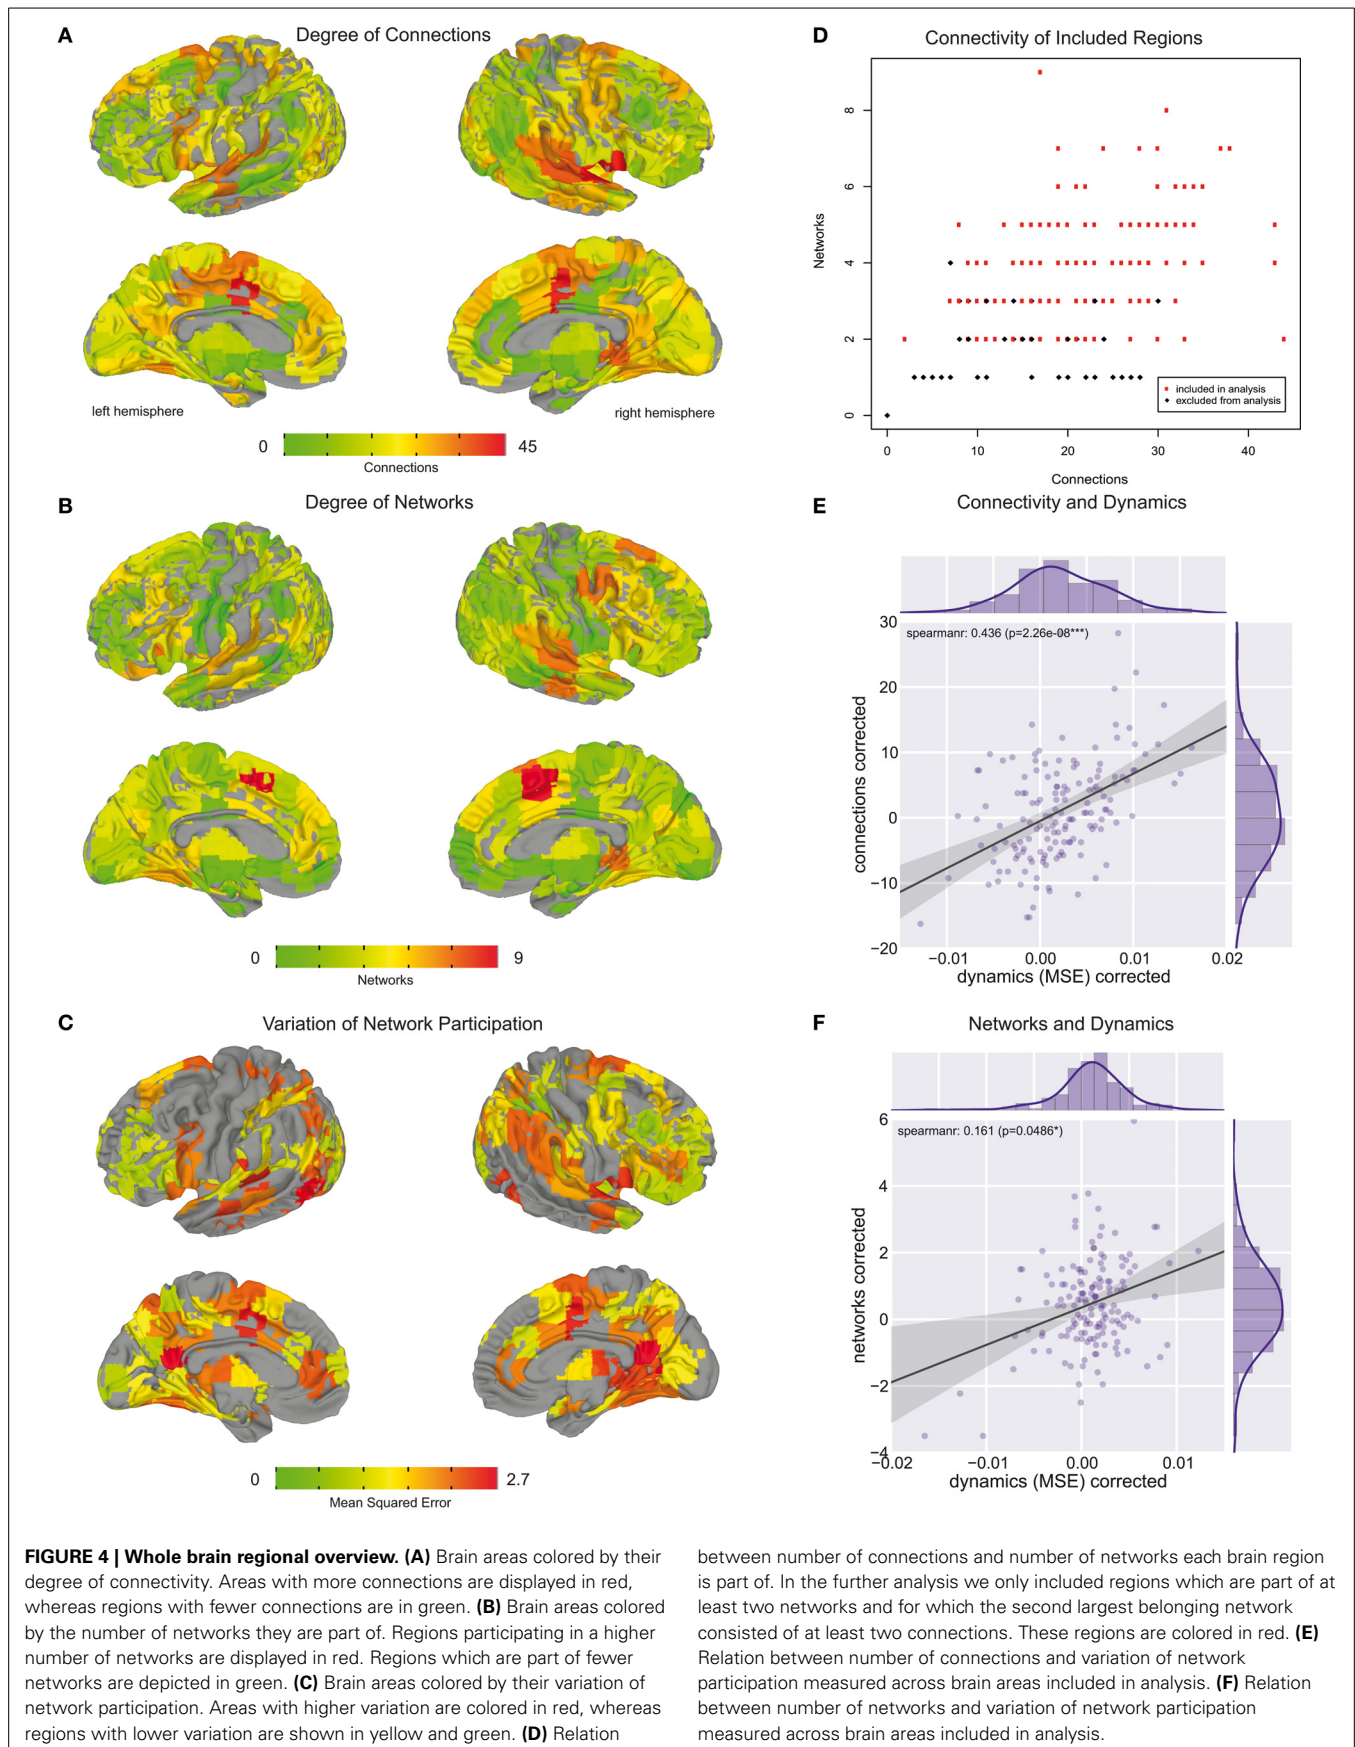 A
Degree of Connections
left hemisphere
right hemisphere
0
45
Connections
B
Degree of Networks
0
9
Networks
C
Variation of Network Participation
0
2.7
Mean Squared Error
D
Connectivity of Included Regions
Networks
8
6
4
2
0
included in analysis
excluded from analysis
0 10 20 30 40
Connections
E
Connectivity and Dynamics
spearmanr: 0.436 (p=2.26e-08***)
connections corrected
30
20
10
0
−10
−20
−0.01 0.00 0.01 0.02
dynamics (MSE) corrected
F
Networks and Dynamics
spearmanr: 0.161 (p=0.0486*)
networks corrected
6
4
2
0
−2
−4
−0.02 −0.01 0.00 0.01
dynamics (MSE) corrected
FIGURE 4 | Whole brain regional overview. (A) Brain areas colored by their
degree of connectivity. Areas with more connections are displayed in red,
whereas regions with fewer connections are in green. (B) Brain areas colored
by the number of networks they are part of. Regions participating in a higher
number of networks are displayed in red. Regions which are part of fewer
networks are depicted in green. (C) Brain areas colored by their variation of
network participation. Areas with higher variation are colored in red, whereas
regions with lower variation are shown in yellow and green. (D) Relation
between number of connections and number of networks each brain region
is part of. In the further analysis we only included regions which are part of at
least two networks and for which the second largest belonging network
consisted of at least two connections. These regions are colored in red. (E)
Relation between number of connections and variation of network
participation measured across brain areas included in analysis. (F) Relation
between number of networks and variation of network participation
measured across brain areas included in analysis.